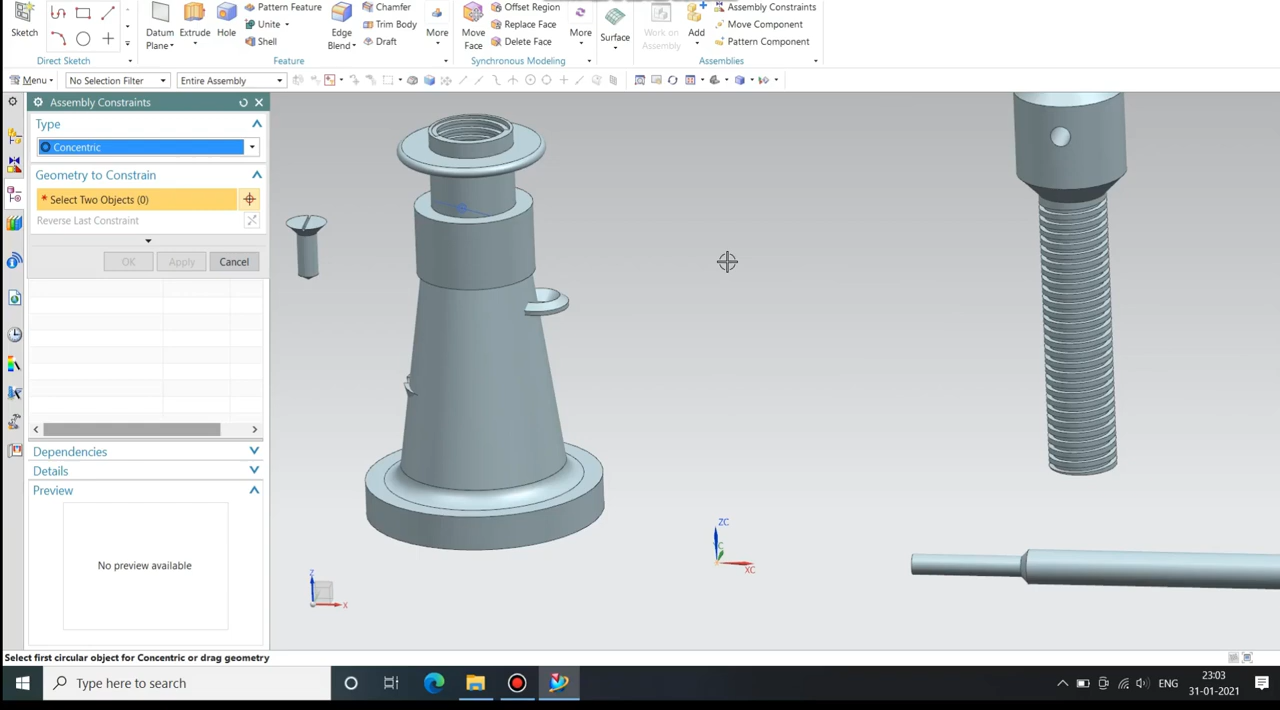 Sketch
Direct Sketch
Datum Plane
Extrude
Hole
Pattern Feature
Unite
Shell
Chamfer
Trim Body
Draft
Edge Blend
More
Feature
Move Face
Offset Region
Replace Face
Delete Face
More
Synchronous Modeling
Surface
Work on Assembly
Add
Assembly Constraints
Move Component
Pattern Component
Assemblies
Menu
No Selection Filter
Entire Assembly
Assembly Constraints
Type
Concentric
Geometry to Constrain
* Select Two Objects (0)
Reverse Last Constraint
OK
Apply
Cancel
Dependencies
Details
Preview
No preview available
ZC
XC
Z
X
Select first circular object for Concentric or drag geometry
Type here to search
ENG
23:03
31-01-2021